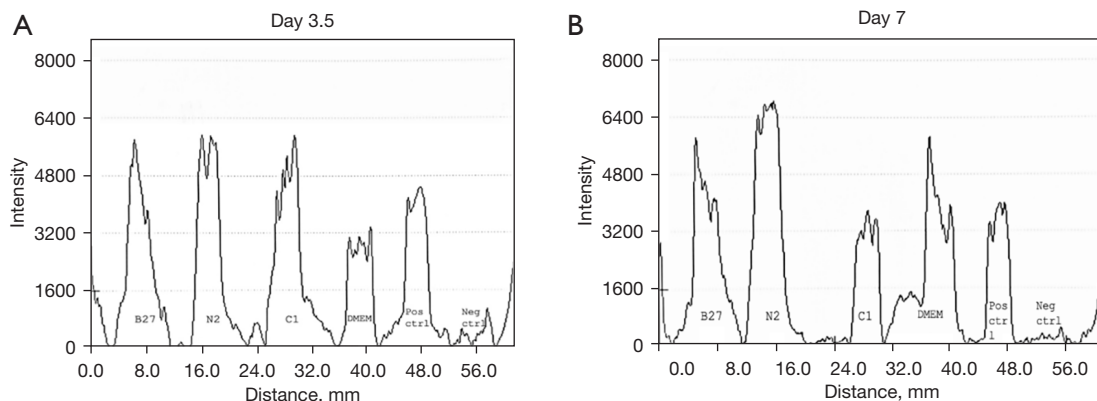 A
Day 3.5
8000
6400
4800
3200
1600
0
Intensity
B27
N2
C1
DMEM
Pos
ctrl
Neg
ctrl
0.0 8.0 16.0 24.0 32.0 40.0 48.0 56.0
Distance, mm
B
Day 7
8000
6400
4800
3200
1600
0
Intensity
B27
N2
C1
DMEM
Pos
ctr
l
Neg
ctrl
0.0 8.0 16.0 24.0 32.0 40.0 48.0 56.0
Distance, mm